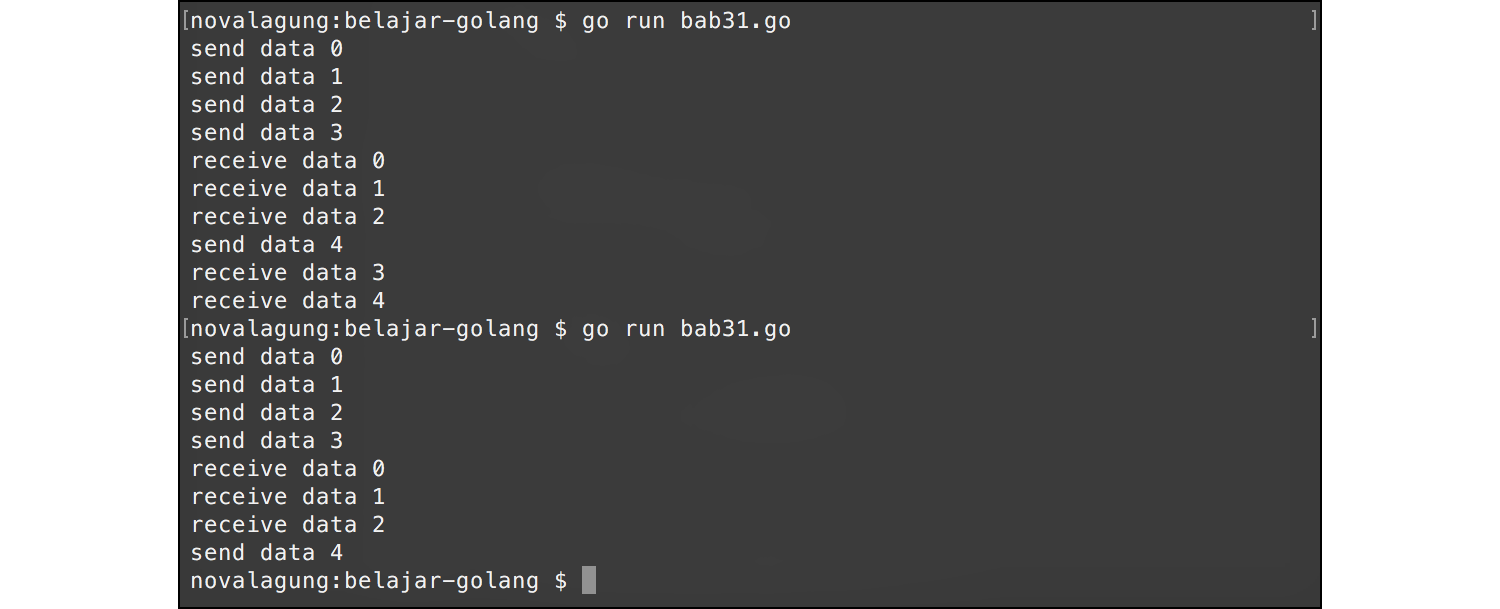 [novalagung:belajar-golang $ go run bab31.go ]
send data 0
send data 1
send data 2
send data 3
receive data 0
receive data 1
receive data 2
send data 4
receive data 3
receive data 4
[novalagung:belajar-golang $ go run bab31.go ]
send data 0
send data 1
send data 2
send data 3
receive data 0
receive data 1
receive data 2
send data 4
novalagung:belajar-golang $